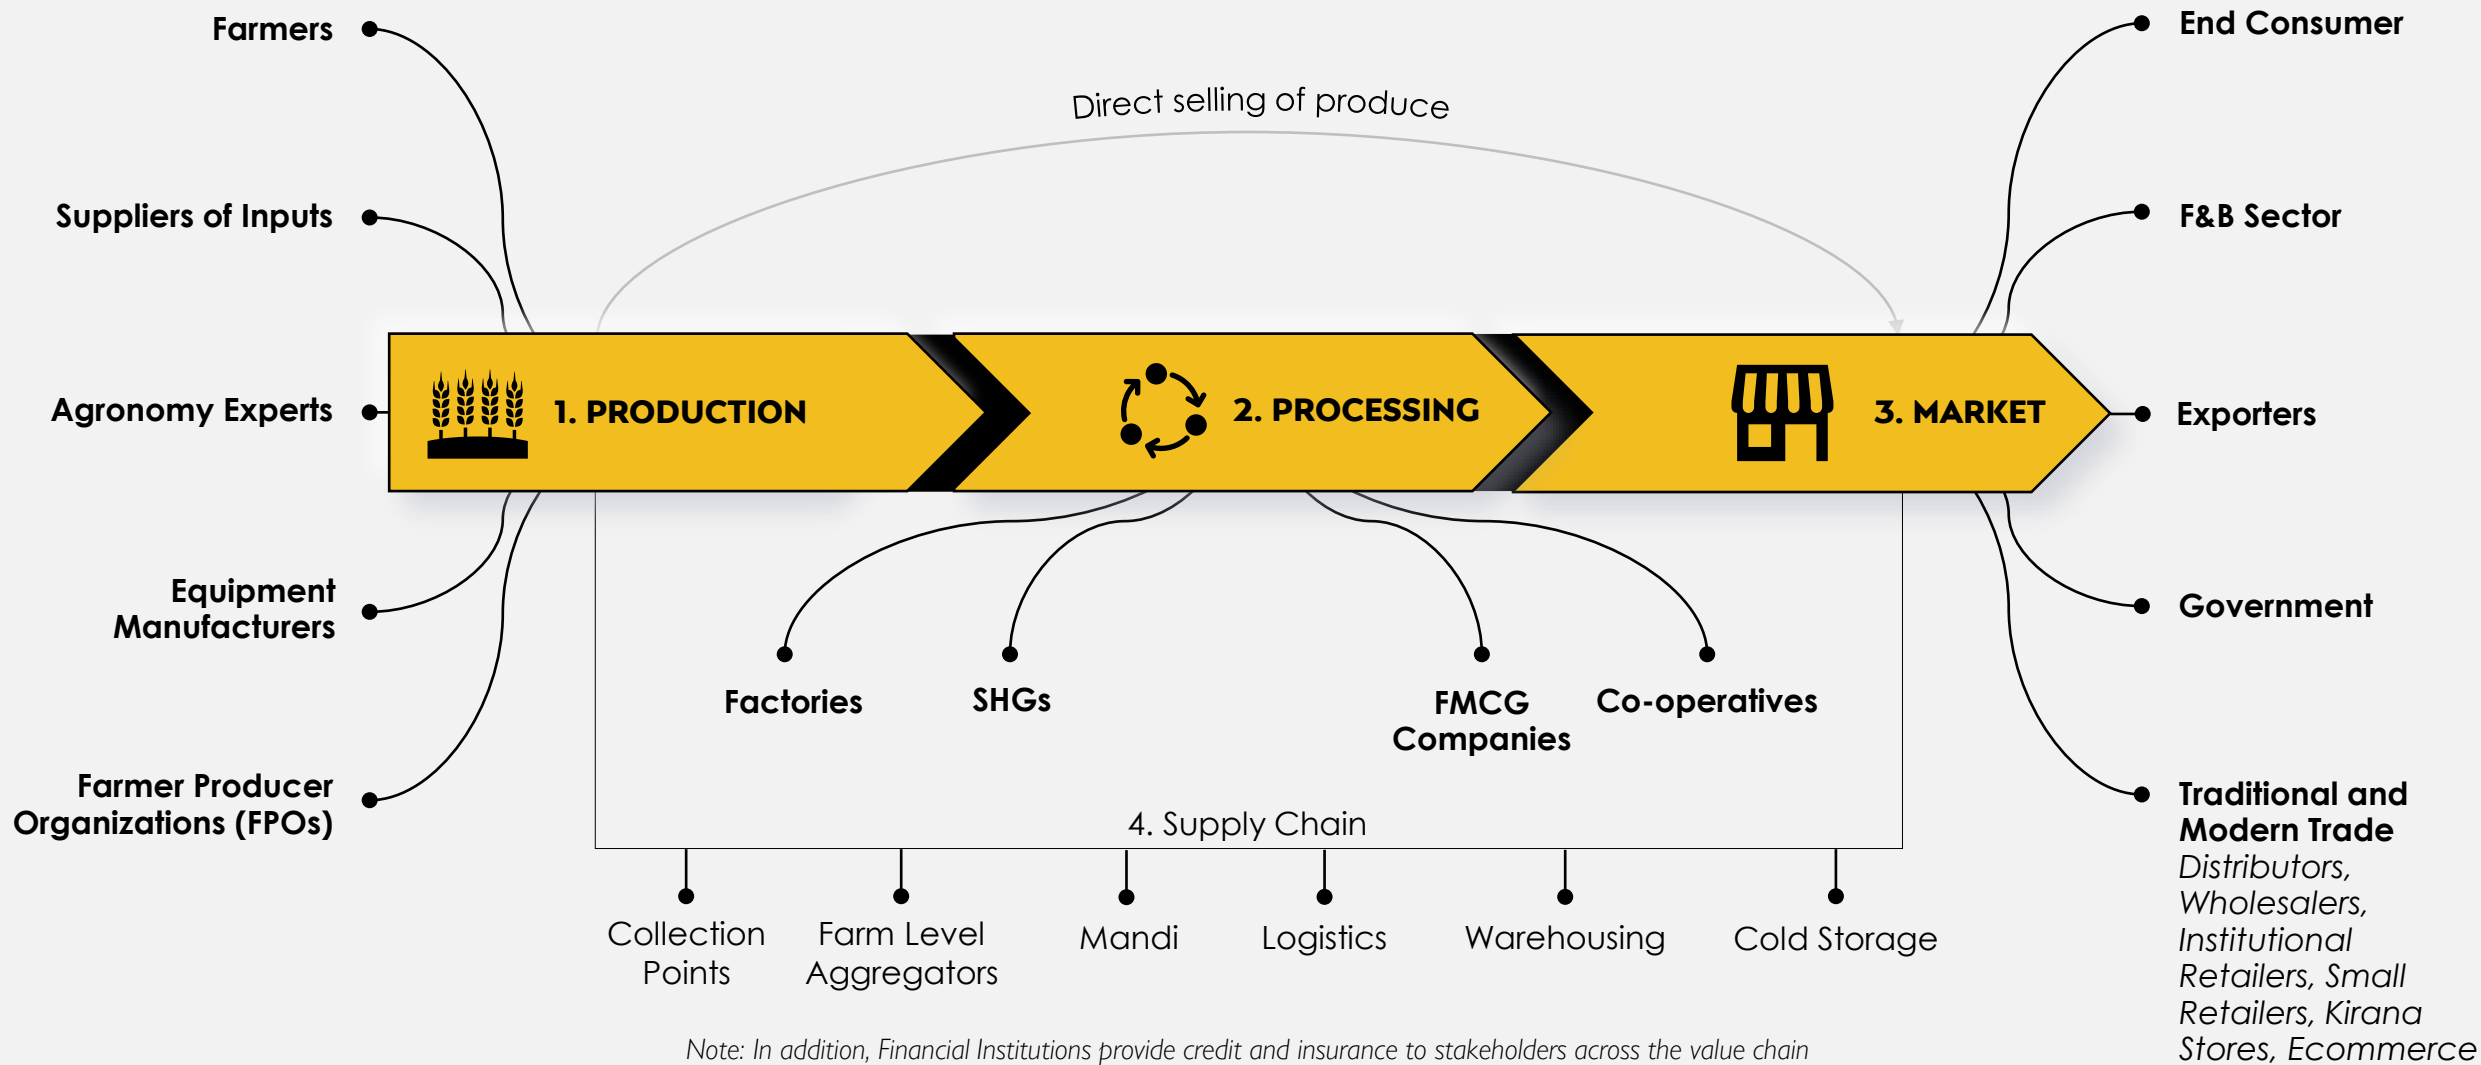 Farmers
Suppliers of Inputs
Agronomy Experts
Equipment
Manufacturers
Farmer Producer
Organizations (FPOs)
Direct selling of produce
1. PRODUCTION
2. PROCESSING
3. MARKET
Factories
SHGs
FMCG
Companies
Co-operatives
4. Supply Chain
Collection
Points
Farm Level
Aggregators
Mandi
Logistics
Warehousing
Cold Storage
End Consumer
F&B Sector
Exporters
Government
Traditional and
Modern Trade
Distributors,
Wholesalers,
Institutional
Retailers, Small
Retailers, Kirana
Stores, Ecommerce
Note: In addition, Financial Institutions provide credit and insurance to stakeholders across the value chain